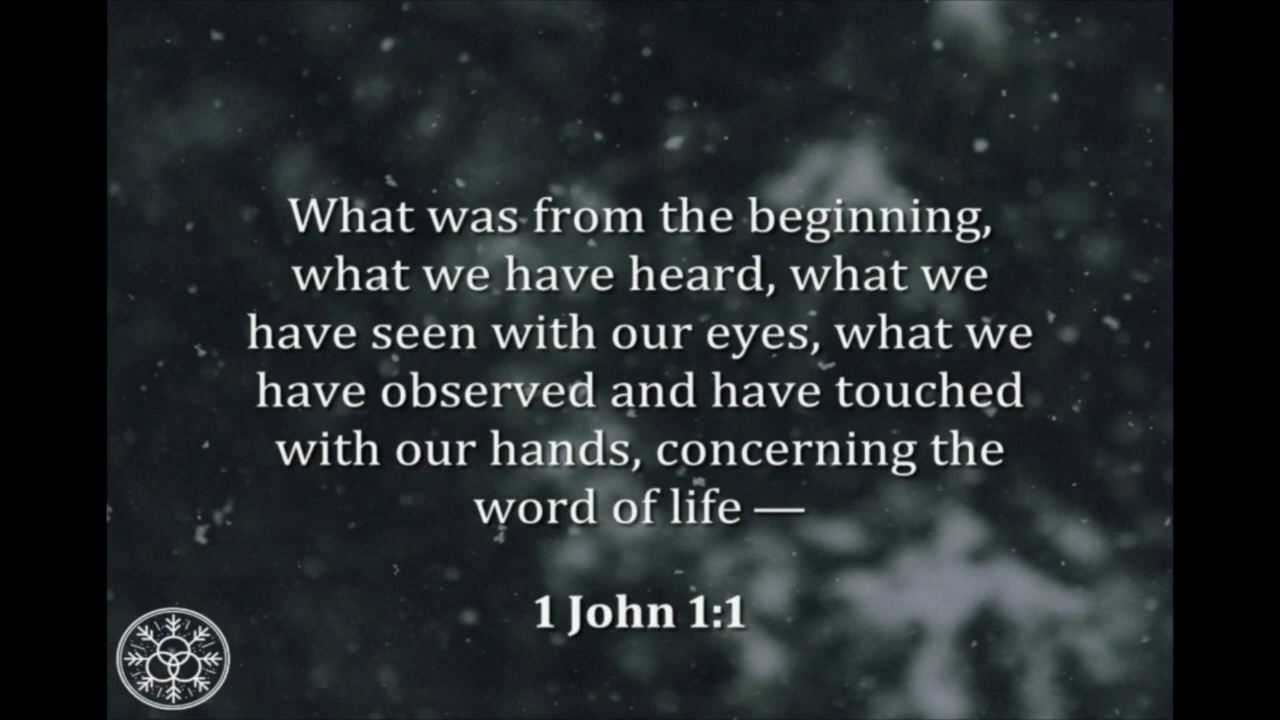 What was from the beginning,
what we have heard, what we
have seen with our eyes, what we
have observed and have touched
with our hands, concerning the
word of life —
1 John 1:1